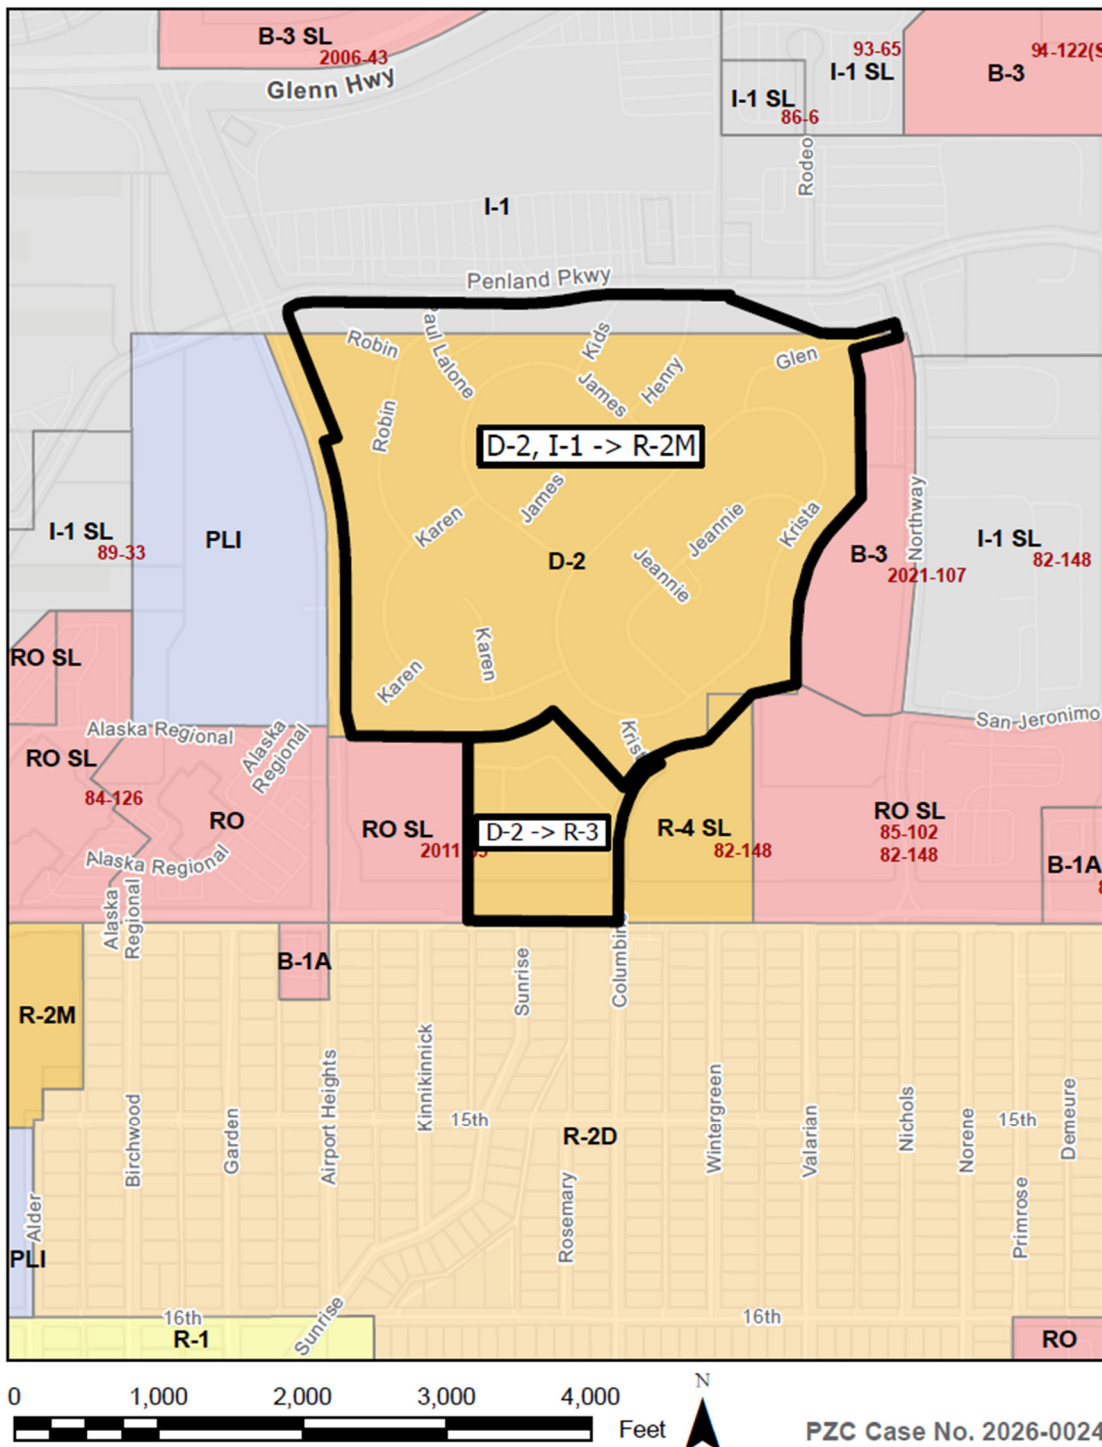 B-3 SL
2006-43
Glenn Hwy
93-65
I-1 SL
I-1 SL
86-6
B-3
94-122(S
Rodeo
I-1
Penland Pkwy
Robin
Paul Lalone
Kids
James
Henry
Glen
Robin
D-2, I-1 -> R-2M
Karen
James
Jeannie
Krista
Northway
I-1 SL
89-33
PLI
D-2
Jeannie
B-3
2021-107
I-1 SL
82-148
RO SL
Karen
Karen
Alaska Regional
Alaska Regional
Krista
San Jeronimo
RO SL
84-126
RO
RO SL
D-2 -> R-3
R-4 SL
82-148
RO SL
85-102
82-148
B-1A
Alaska Regional
Alaska Regional
B-1A
Sunrise
Columbine
R-2M
Birchwood
Garden
Airport Heights
Kinnikinnick
15th
R-2D
Rosemary
Wintergreen
Valarian
Nichols
Norene
15th
Primrose
Demeure
Alder
PLI
16th
R-1
Sunrise
16th
RO
0 1,000 2,000 3,000 4,000
Feet
N
PZC Case No. 2026-0024